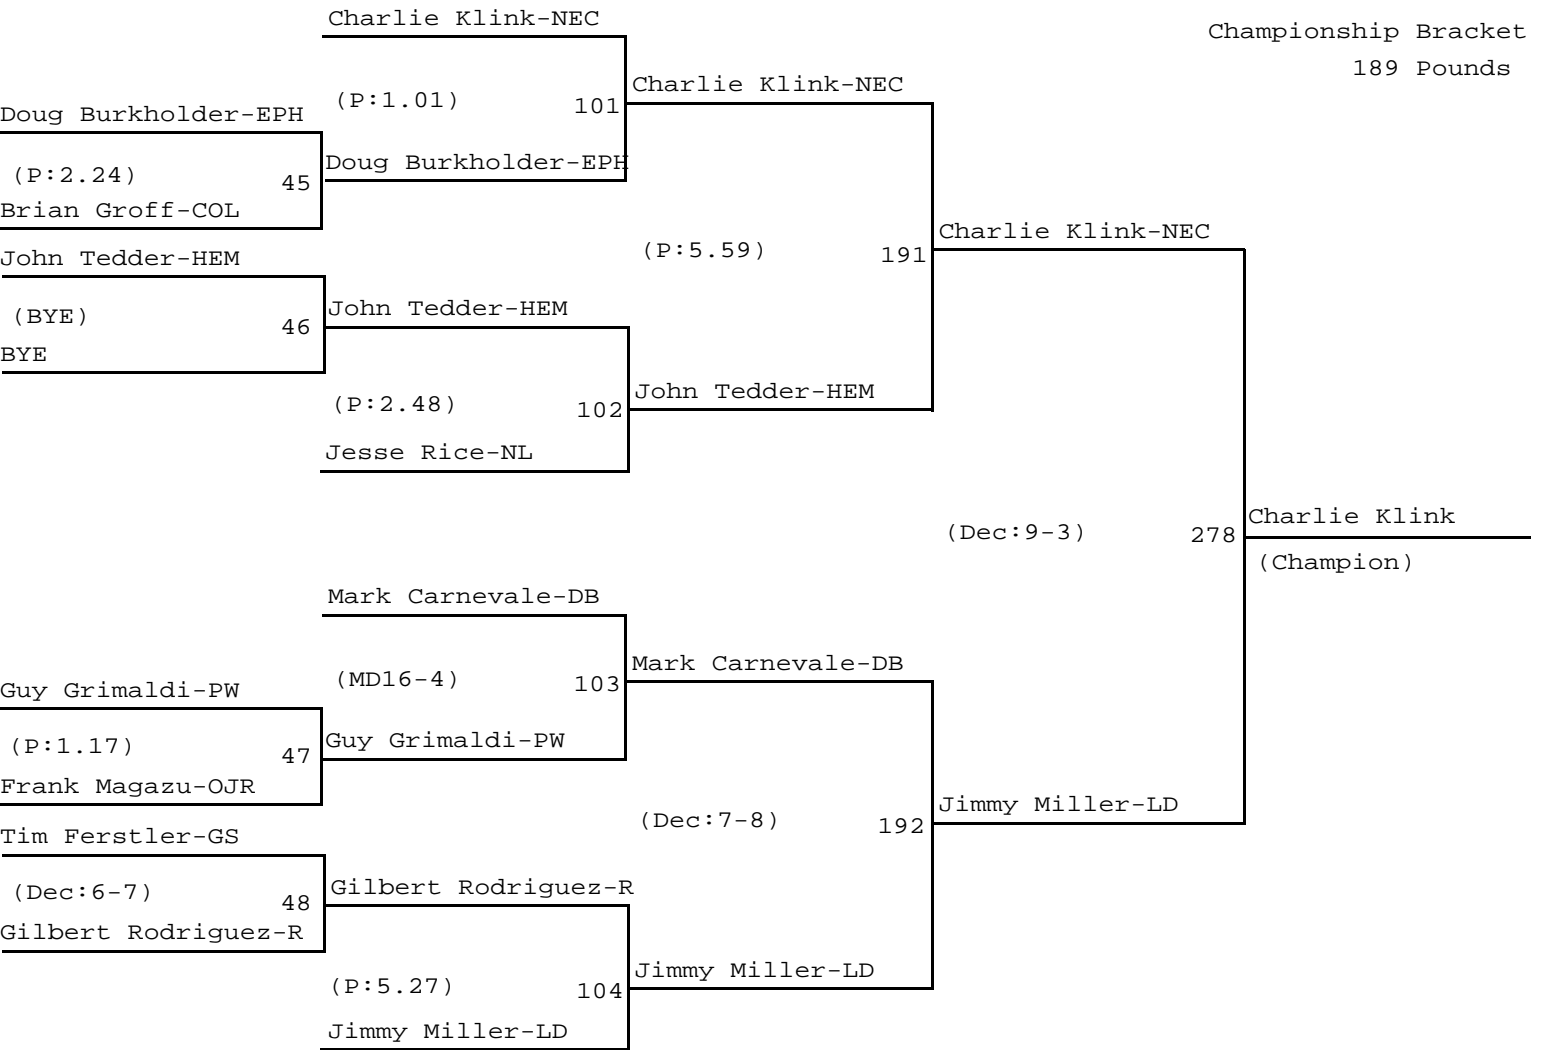 Charlie Klink-NEC
Championship Bracket
189 Pounds
(P:1.01)
101
Charlie Klink-NEC
Doug Burkholder-EPH
(P:2.24)
45
Doug Burkholder-EPH
Brian Groff-COL
Charlie Klink-NEC
(P:5.59)
191
John Tedder-HEM
(BYE)
46
John Tedder-HEM
BYE
(P:2.48)
102
John Tedder-HEM
Jesse Rice-NL
(Dec:9-3)
278
Charlie Klink
(Champion)
Mark Carnevale-DB
(MD16-4)
103
Mark Carnevale-DB
Guy Grimaldi-PW
(P:1.17)
47
Guy Grimaldi-PW
Frank Magazu-OJR
(Dec:7-8)
192
Jimmy Miller-LD
Tim Ferstler-GS
(Dec:6-7)
48
Gilbert Rodriguez-R
Gilbert Rodriguez-R
(P:5.27)
104
Jimmy Miller-LD
Jimmy Miller-LD